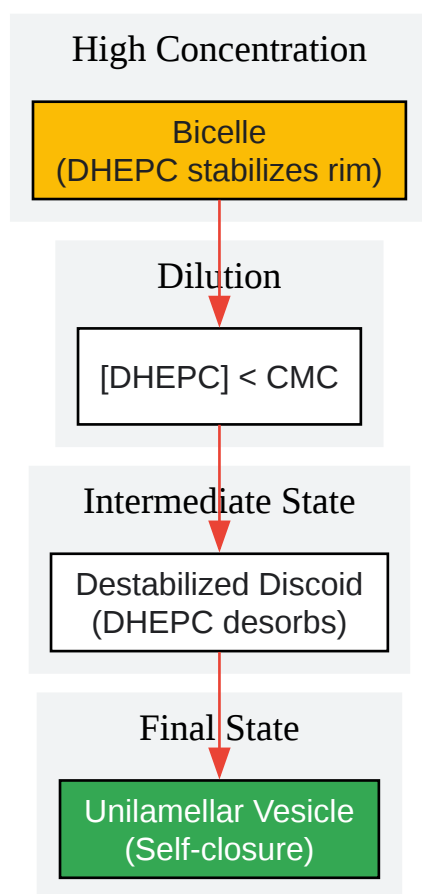 High Concentration
Bicelle
(DHEPC stabilizes rim)
Dilution
[DHEPC] < CMC
Intermediate State
Destabilized Discoid
(DHEPC desorbs)
Final State
Unilamellar Vesicle
(Self-closure)